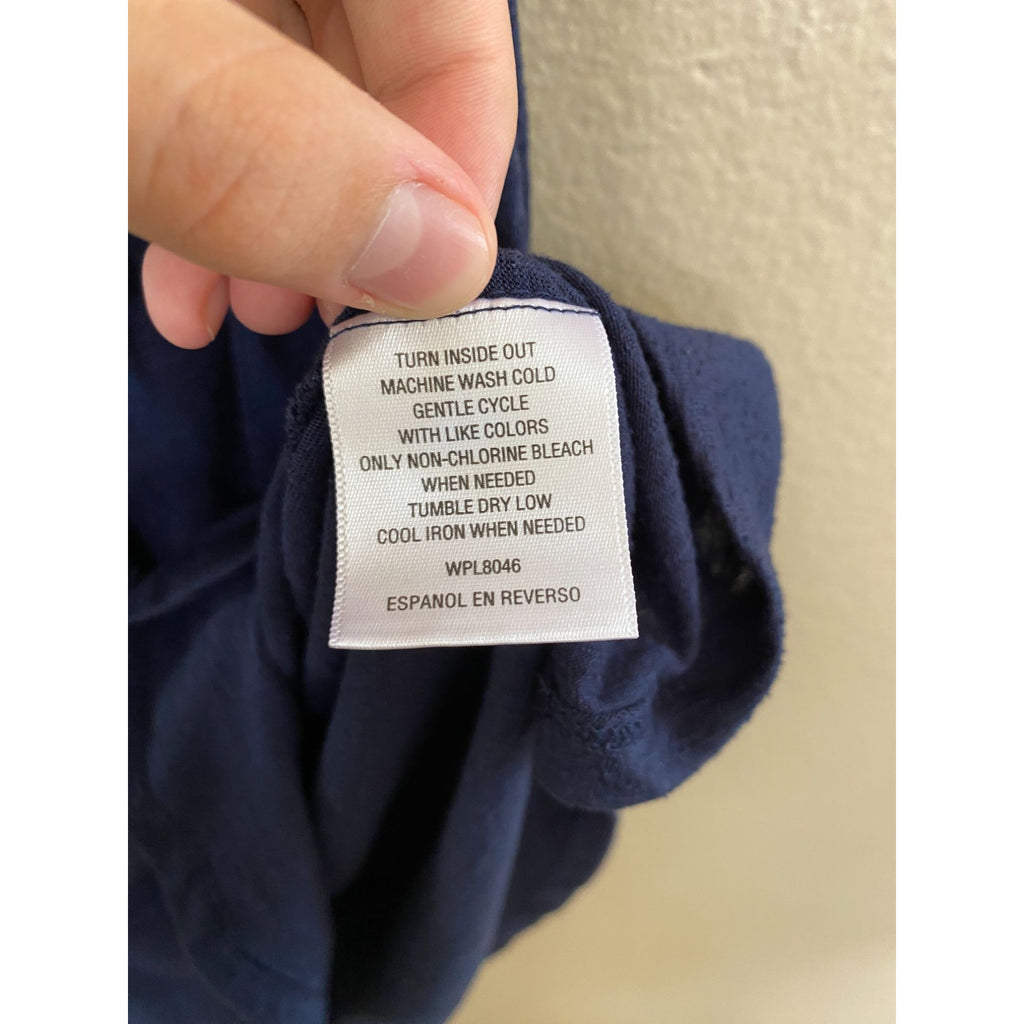 TURN INSIDE OUT
MACHINE WASH COLD
GENTLE CYCLE
WITH LIKE COLORS
ONLY NON-CHLORINE BLEACH
WHEN NEEDED
TUMBLE DRY LOW
COOL IRON WHEN NEEDED
WPL8046
ESPANOL EN REVERSO